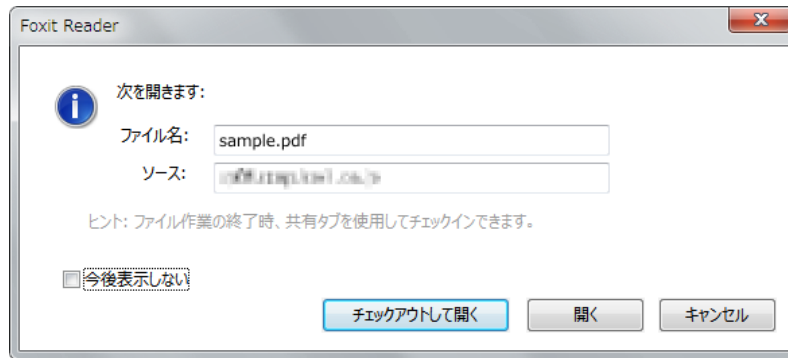 Foxit Reader
次を開きます:
ファイル名: sample.pdf
ソース:
ヒント: ファイル作業の終了時、共有タブを使用してチェックインできます。
今後表示しない
チェックアウトして開く 開く キャンセル